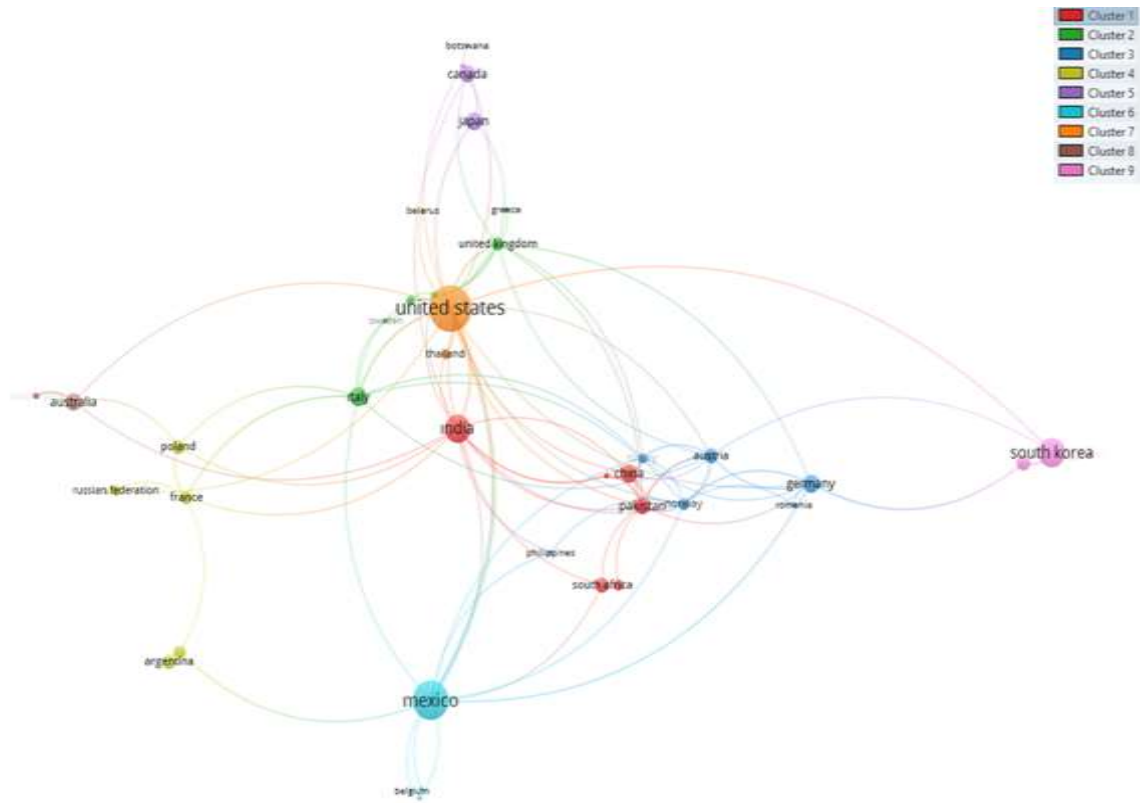 Cluster 1
Cluster 2
Cluster 3
Cluster 4
Cluster 5
Cluster 6
Cluster 7
Cluster 8
Cluster 9
botswana
canada
japan
belarus
greece
united kingdom
united states
thailand
italy
australia
india
poland
russian federation
france
china
austria
pakistan
norway
germany
romania
south korea
philippines
south africa
argentina
mexico
belgium